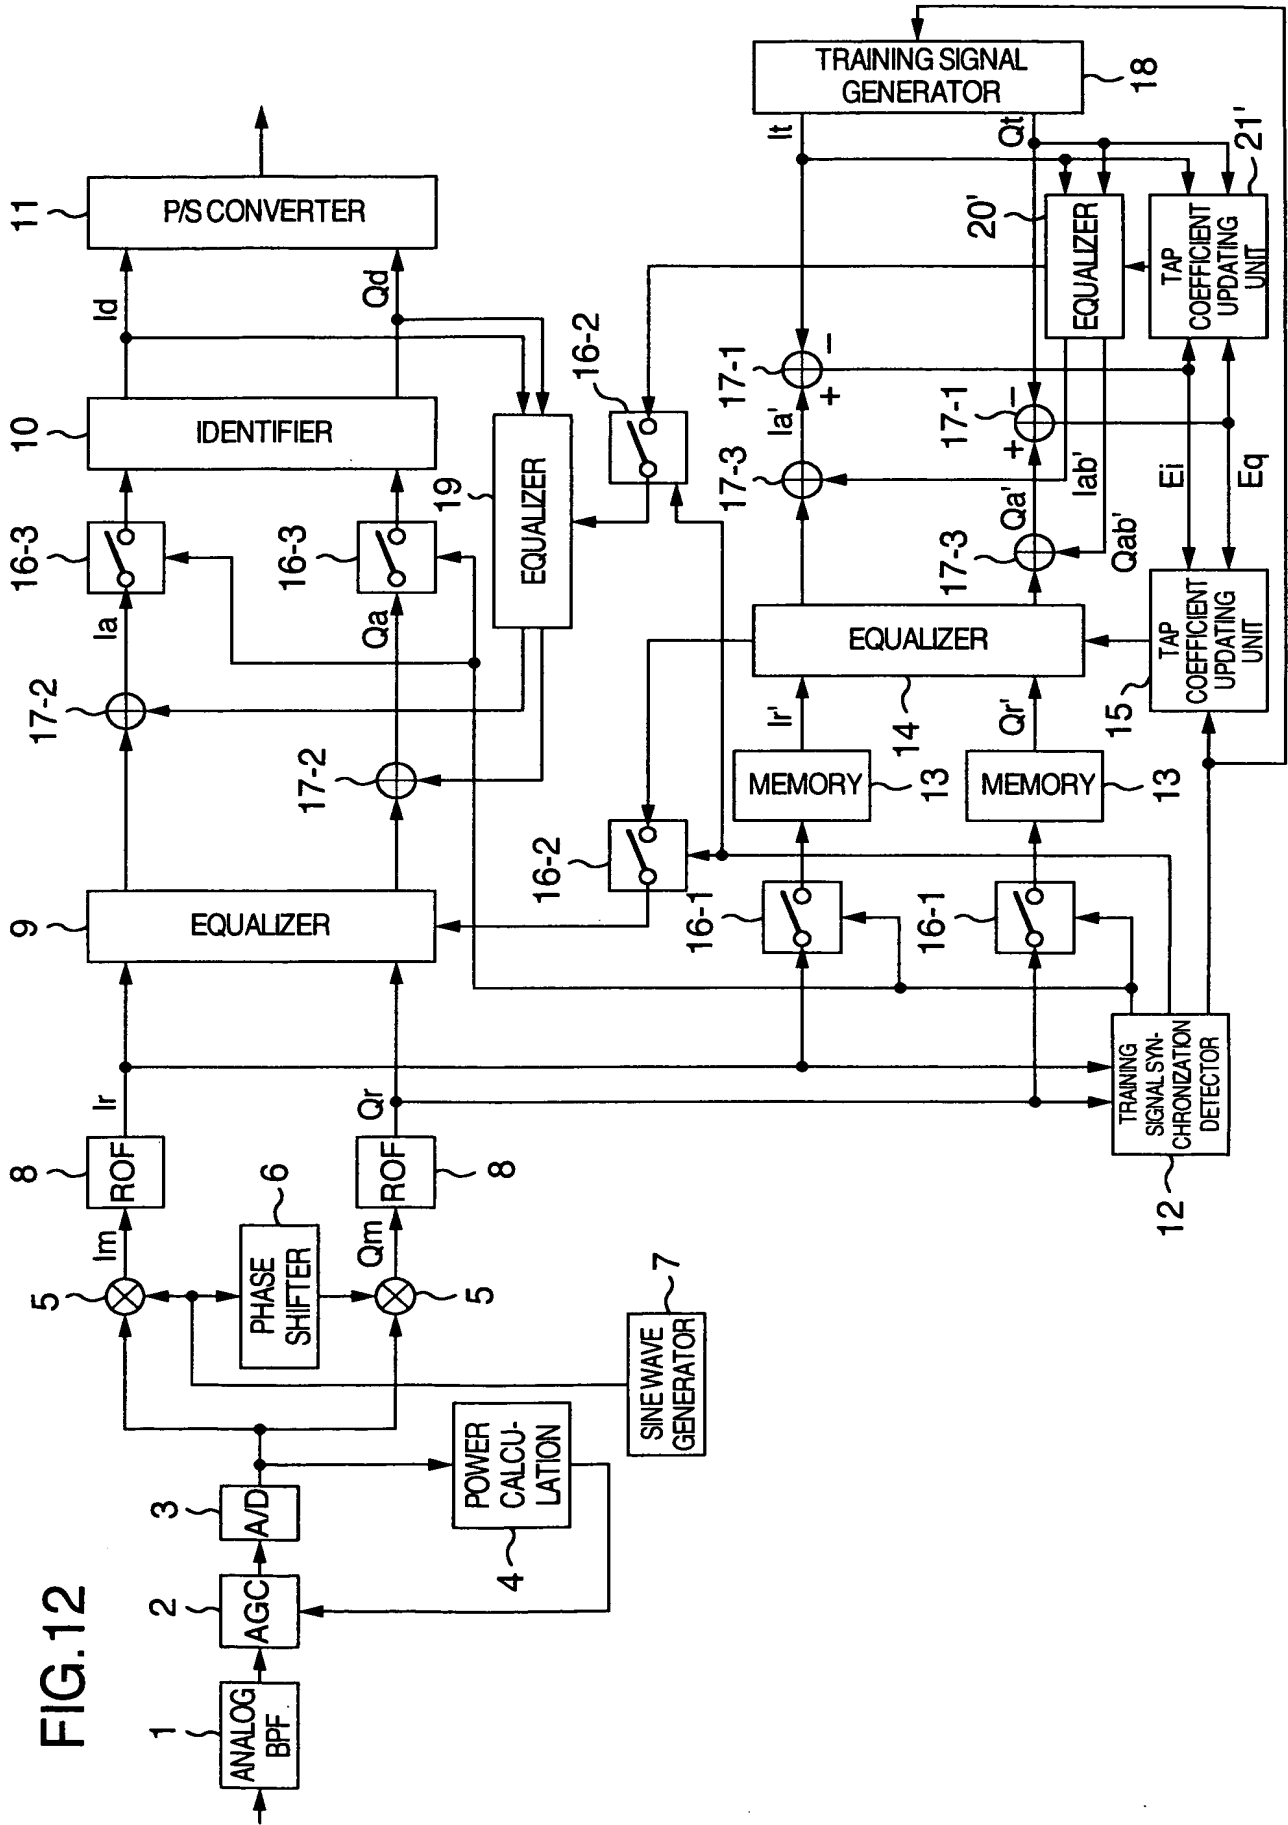 FIG.12
1
ANALOG
BPF
2
AGC
3
A/D
4
POWER
CALCU-
LATION
5
5
6
PHASE
SHIFTER
7
SINE WAVE
GENERATOR
Im
Qm
8
ROF
8
ROF
Ir
Qr
9
EQUALIZER
17-2
17-2
Ia
Qa
16-3
16-3
10
IDENTIFIER
Id
Qd
11
P/S CONVERTER
19
EQUALIZER
16-2
16-2
12
TRAINING
SIGNAL SYN-
CHRONIZATION
DETECTOR
16-1
16-1
MEMORY
13
MEMORY
13
Ir'
Qr'
14
EQUALIZER
15
TAP
COEFFICIENT
UPDATING
UNIT
17-3
17-3
Ia'
Qa'
Iab'
Qab'
17-1
+
−
17-1
+
−
Ei
Eq
20'
EQUALIZER
21'
TAP
COEFFICIENT
UPDATING
UNIT
It
Qt
TRAINING SIGNAL
GENERATOR
18